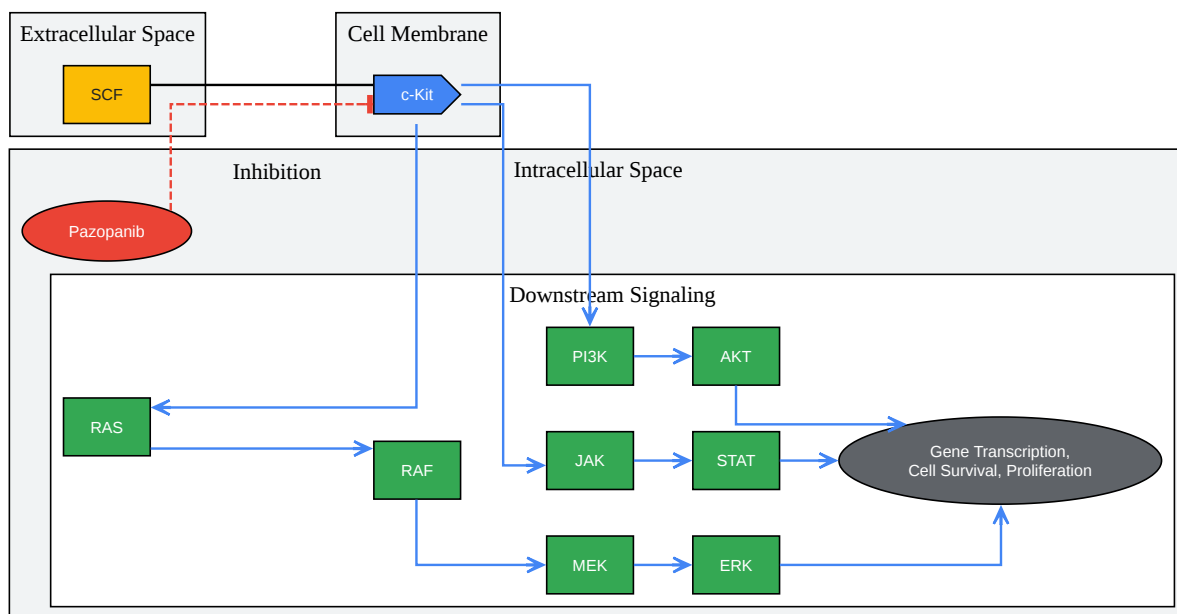 Extracellular Space
Cell Membrane
SCF
c-Kit
Inhibition
Intracellular Space
Pazopanib
Downstream Signaling
PI3K
AKT
RAS
RAF
JAK
STAT
Gene Transcription,
Cell Survival, Proliferation
MEK
ERK